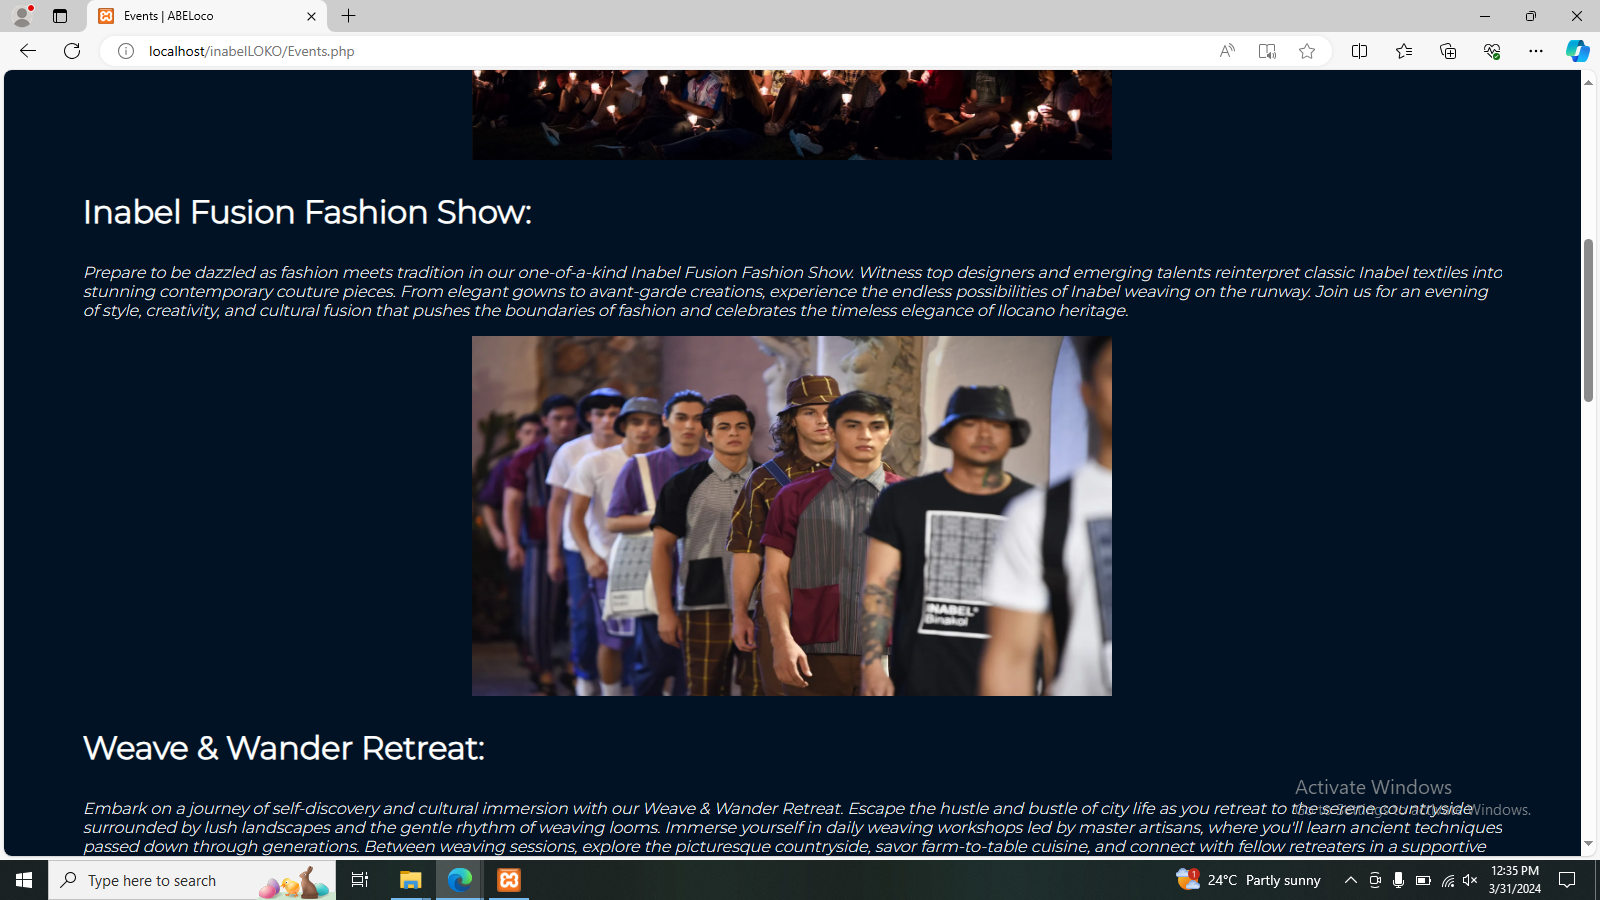 Events | ABELoco
localhost/inabelLOKO/Events.php
Inabel Fusion Fashion Show:
Prepare to be dazzled as fashion meets tradition in our one-of-a-kind Inabel Fusion Fashion Show. Witness top designers and emerging talents reinterpret classic Inabel textiles into
stunning contemporary couture pieces. From elegant gowns to avant-garde creations, experience the endless possibilities of Inabel weaving on the runway. Join us for an evening
of style, creativity, and cultural fusion that pushes the boundaries of fashion and celebrates the timeless elegance of Ilocano heritage.
INABEL
Binakol
Weave & Wander Retreat:
Embark on a journey of self-discovery and cultural immersion with our Weave & Wander Retreat. Escape the hustle and bustle of city life as you retreat to the serene countryside
surrounded by lush landscapes and the gentle rhythm of weaving looms. Immerse yourself in daily weaving workshops led by master artisans, where you'll learn ancient techniques
passed down through generations. Between weaving sessions, explore the picturesque countryside, savor farm-to-table cuisine, and connect with fellow retreaters in a supportive
Activate Windows
Go to Settings to activate Windows.
Type here to search
1
24°C Partly sunny
12:35 PM
3/31/2024